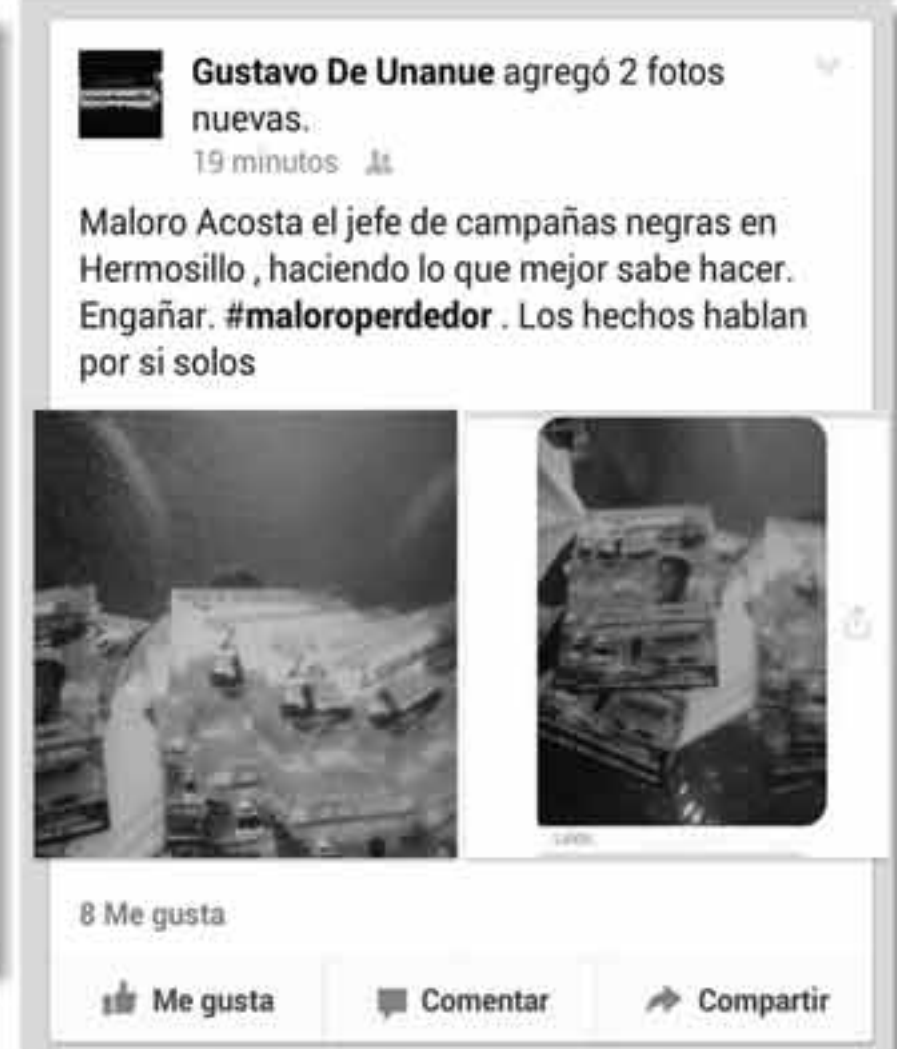 Gustavo De Unanue agregó 2 fotos
nuevas.
19 minutos
Maloro Acosta el jefe de campañas negras en
Hermosillo , haciendo lo que mejor sabe hacer.
Engañar. #maloroperdedor . Los hechos hablan
por si solos
8 Me gusta
Me gusta
Comentar
Compartir